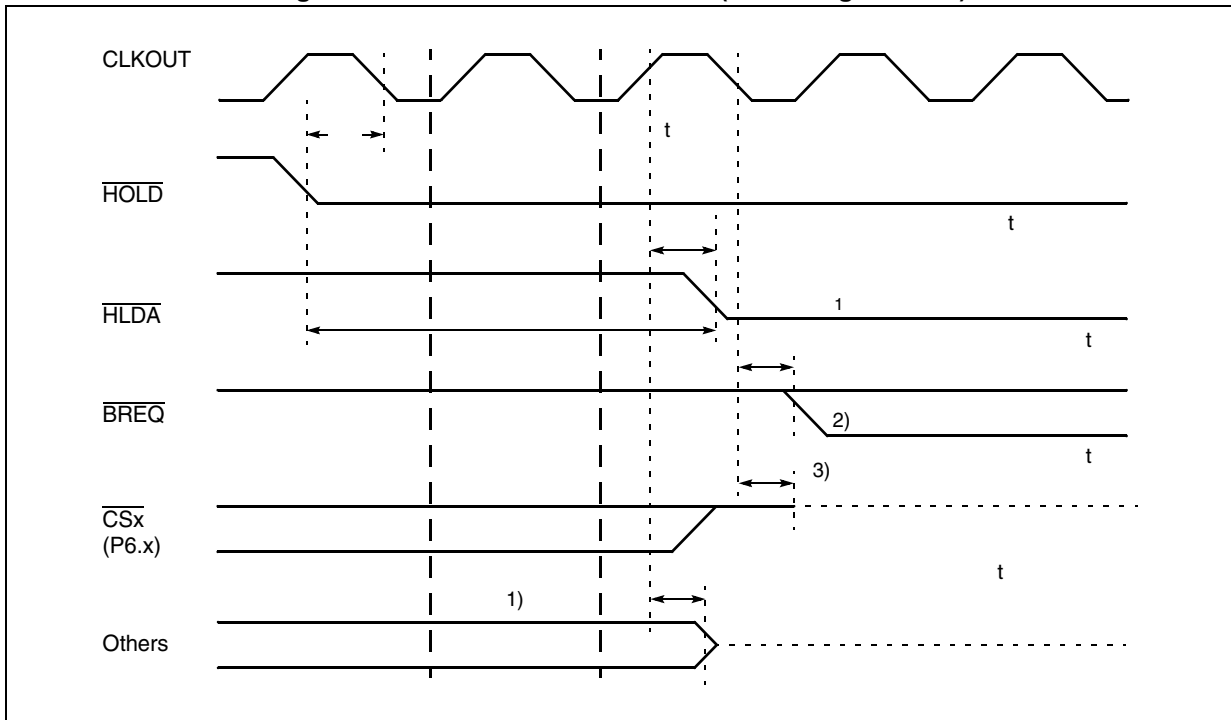 CLKOUT
t
HOLD
t
HLDA
1
t
BREQ
2)
t
3)
CSx
(P6.x)
t
1)
Others